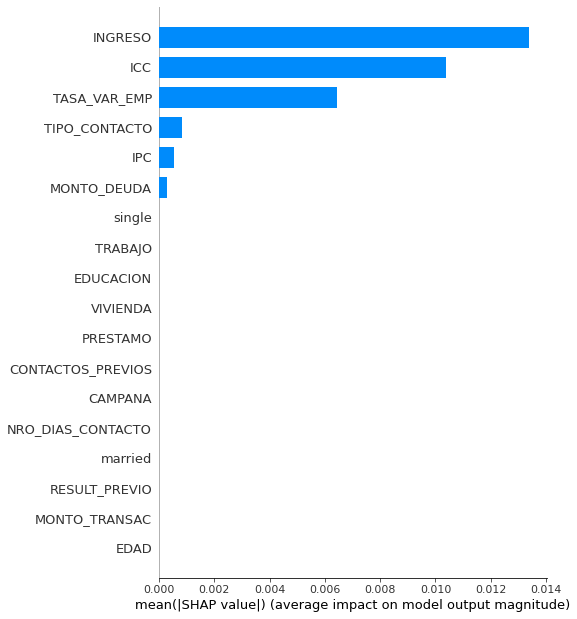 INGRESO
ICC
TASA_VAR_EMP
TIPO_CONTACTO
IPC
MONTO_DEUDA
single
TRABAJO
EDUCACION
VIVIENDA
PRESTAMO
CONTACTOS_PREVIOS
CAMPANA
NRO_DIAS_CONTACTO
married
RESULT_PREVIO
MONTO_TRANSAC
EDAD
0.000 0.002 0.004 0.006 0.008 0.010 0.012 0.014
mean(|SHAP value|) (average impact on model output magnitude)